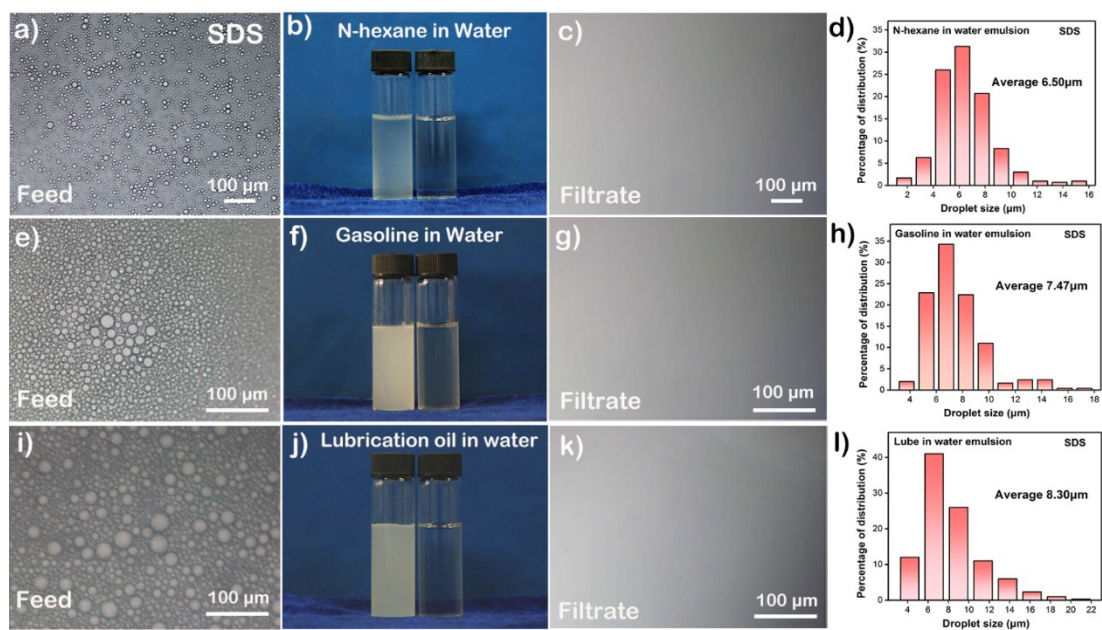 a)
SDS
Feed
100 µm
b)
N-hexane in Water
c)
Filtrate
100 µm
d)
N-hexane in water emulsion SDS
Average 6.50µm
Percentage of distribution (%)
35
30
25
20
15
10
5
0
2 4 6 8 10 12 14 16
Droplet size (µm)
e)
Feed
100 µm
f)
Gasoline in Water
g)
Filtrate
100 µm
h)
Gasoline in water emulsion SDS
Average 7.47µm
Percentage of distribution (%)
35
30
25
20
15
10
5
0
4 6 8 10 12 14 16 18
Droplet size (µm)
i)
Feed
100 µm
j)
Lubrication oil in water
k)
Filtrate
100 µm
l)
Lube in water emulsion SDS
Average 8.30µm
Percentage of distribution (%)
40
30
20
10
0
4 6 8 10 12 14 16 18 20 22
Droplet size (µm)